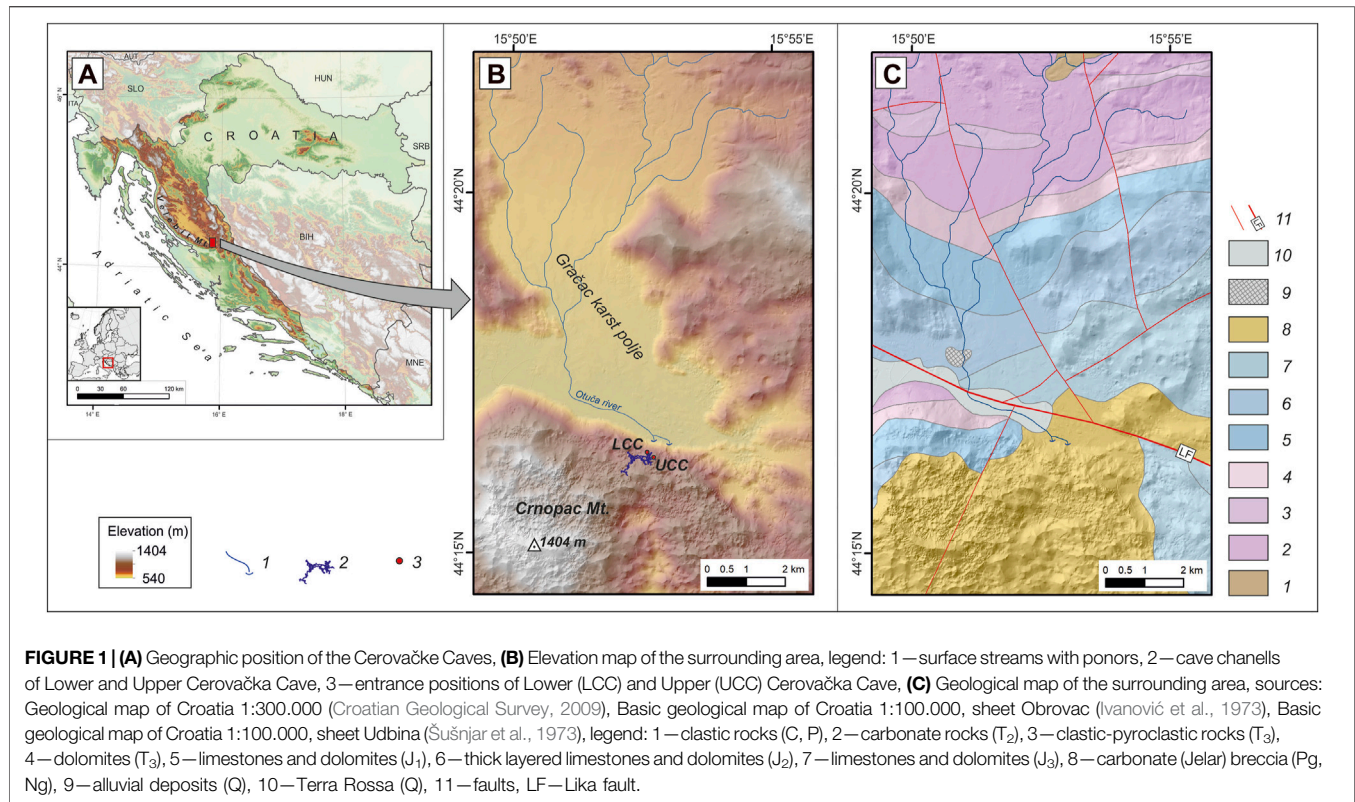 A
AUT
HUN
SLO
ITA
48°N
CROATIA
SRB
Velebit Mt.
BIH
44°N
Adriatic Sea
MNE
0 30 60 120 km
14° E
16° E
18° E
15°50'E
15°55'E
B
44°20'N
Gračac karst polje
Otuča river
LCC
UCC
Crnopac Mt.
1404 m
44°15'N
0 0.5 1 2 km
Elevation (m)
1404
540
1
2
3
15°50'E
15°55'E
C
44°20'N
LF
44°15'N
0 0.5 1 2 km
LF
11
10
9
8
7
6
5
4
3
2
1
FIGURE 1 | (A) Geographic position of the Cerovačke Caves, (B) Elevation map of the surrounding area, legend: 1—surface streams with ponors, 2—cave chanells
of Lower and Upper Cerovačka Cave, 3—entrance positions of Lower (LCC) and Upper (UCC) Cerovačka Cave, (C) Geological map of the surrounding area, sources:
Geological map of Croatia 1:300.000 (Croatian Geological Survey, 2009), Basic geological map of Croatia 1:100.000, sheet Obrovac (Ivanović et al., 1973), Basic
geological map of Croatia 1:100.000, sheet Udbina (Šušnjar et al., 1973), legend: 1—clastic rocks (C, P), 2—carbonate rocks (T₂), 3—clastic-pyroclastic rocks (T₃),
4—dolomites (T₃), 5—limestones and dolomites (J₁), 6—thick layered limestones and dolomites (J₂), 7—limestones and dolomites (J₃), 8—carbonate (Jelar) breccia (Pg,
Ng), 9—alluvial deposits (Q), 10—Terra Rossa (Q), 11—faults, LF—Lika fault.